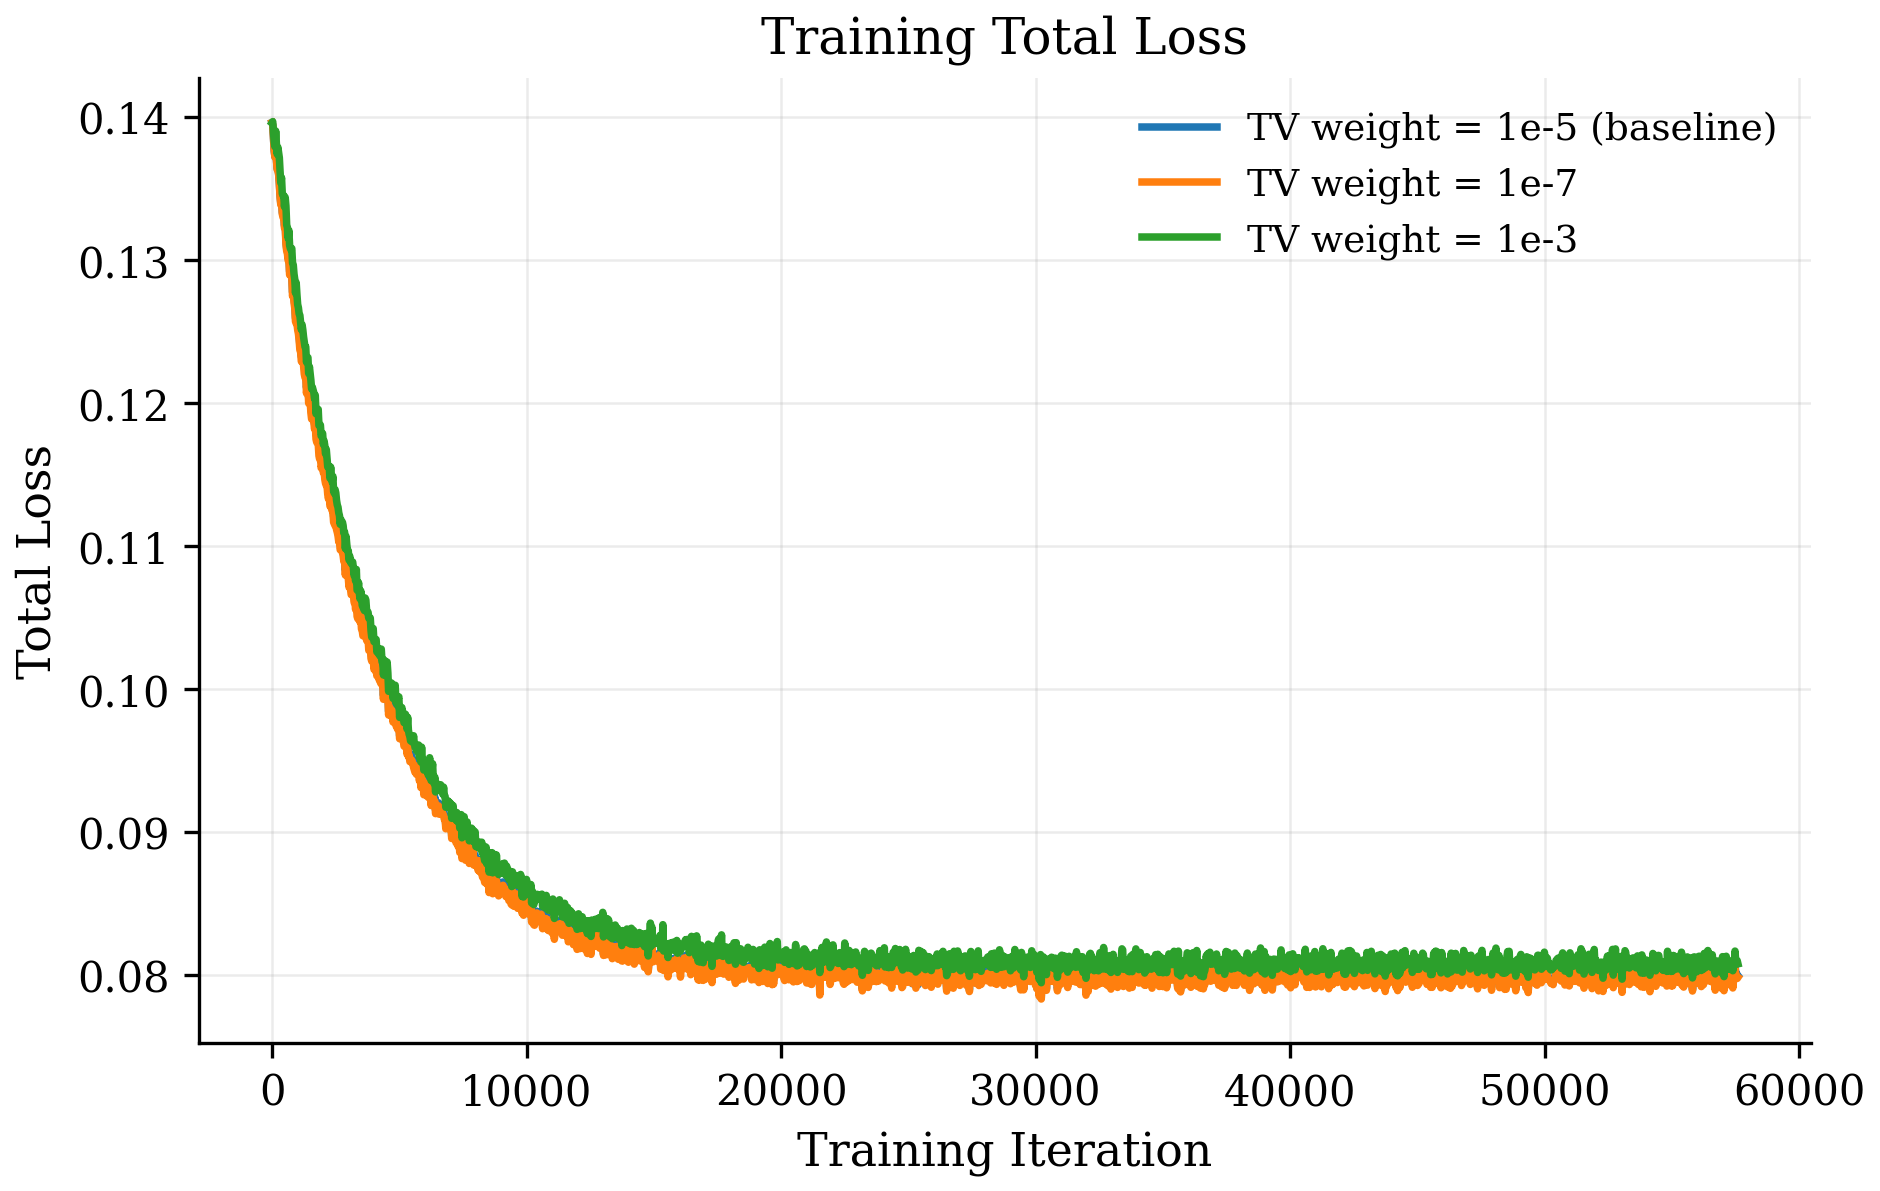 Training Total Loss
0.14
0.13
0.12
0.11
0.10
0.09
0.08
Total Loss
TV weight = 1e-5 (baseline)
TV weight = 1e-7
TV weight = 1e-3
0
10000
20000
30000
40000
50000
60000
Training Iteration